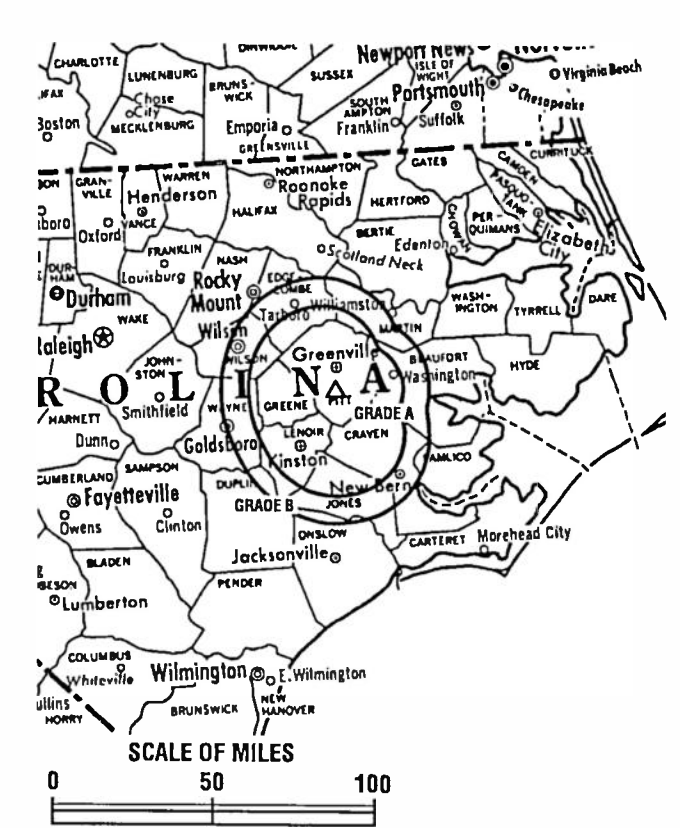 CHARLOTTE
LUNENBURG
BRUNS-
WICK
SUSSEX
Newport News
ISLE OF
WIGHT
Portsmouth
Virginia Beach
Chesapeake
Suffolk
SOUTH
AMPTON
Franklin
Chase
City
MECKLENBURG
Emporia
GREENSVILLE
GATES
CAMDEN
CURRITUCK
PASQUO-
TANK
GRAN-
VILLE
WARREN
Henderson
VANCE
Oxford
NORTHAMPTON
Roanoke
Rapids
HALIFAX
HERTFORD
BERTIE
Edenton
PER-
QUIMANS
Elizabeth
City
FRANKLIN
Louisburg
NASH
Scotland Neck
DUR-
HAM
Durham
Rocky
Mount
EDGE-
COMBE
Tarboro
Williamston
MARTIN
WASH-
INGTON
TYRRELL
DARE
WAKE
Raleigh
Wilson
WILSON
JOHN-
STON
Smithfield
Greenville
PITT
BEAUFORT
Washington
HYDE
R O L I N A
GRADE A
HARNETT
Dunn
WAYNE
Goldsboro
GREENE
LENOIR
Kinston
CRAVEN
PAMLICO
CUMBERLAND
SAMPSON
Fayetteville
Owens
Clinton
DUPLIN
GRADE B
New Bern
JONES
ONSLOW
Jacksonville
CARTERET
Morehead City
BLADEN
PENDER
Lumberton
COLUMBUS
Whiteville
Wilmington
E. Wilmington
BRUNSWICK
NEW
HANOVER
HORRY
SCALE OF MILES
0 50 100